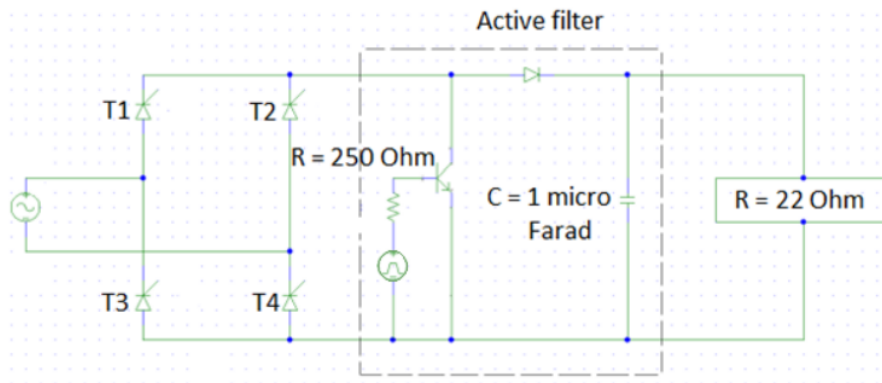 Active filter
T1
T2
R = 250 Ohm
C = 1 micro
Farad
R = 22 Ohm
T3
T4